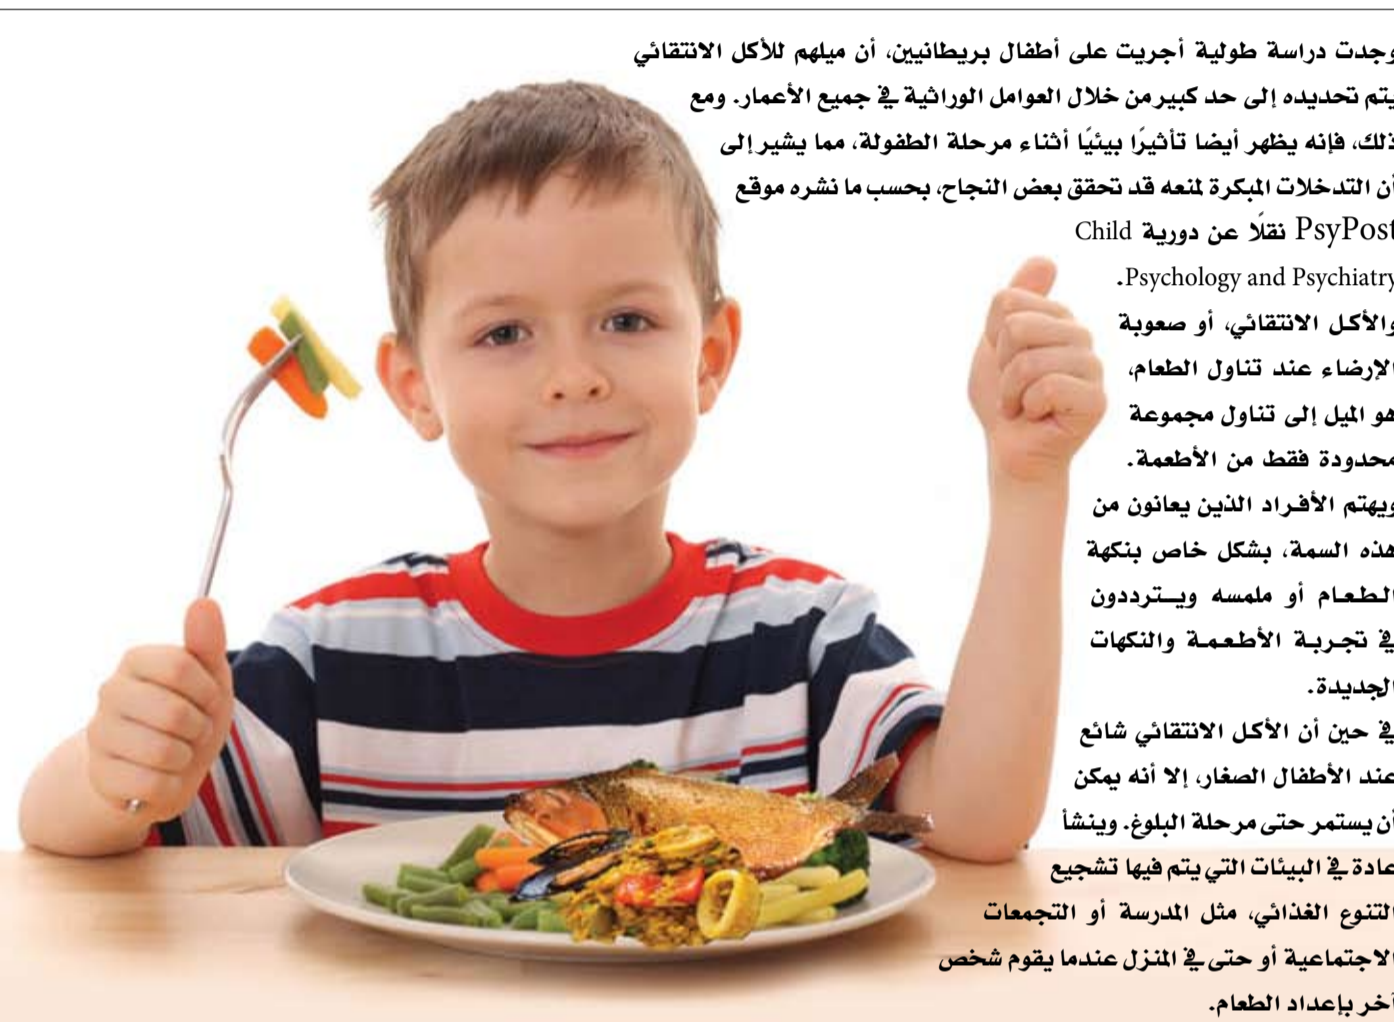 وجدت دراسة طولية أجريت على أطفال بريطانيين، أن ميلهم للأكل الانتقائي
يتم تحديده إلى حد كبير من خلال العوامل الوراثية في جميع الأعمار. ومع
ذلك، فإنه يظهر أيضا تأثيرًا بيئيًا أثناء مرحلة الطفولة، مما يشير إلى
أن التدخلات المبكرة لمنعه قد تحقق بعض النجاح، بحسب ما نشره موقع
PsyPost نقلًا عن دورية Child
Psychology and Psychiatry.
والأكل الانتقائي، أو صعوبة
الإرضاء عند تناول الطعام،
هو الميل إلى تناول مجموعة
محدودة فقط من الأطعمة.
ويهتم الأفراد الذين يعانون من
هذه السمة، بشكل خاص بنكهة
الطعام أو ملمسه ويترددون
في تجربة الأطعمة والنكهات
الجديدة.
في حين أن الأكل الانتقائي شائع
عند الأطفال الصغار، إلا أنه يمكن
أن يستمر حتى مرحلة البلوغ. وينشأ
عادة في البيئات التي يتم فيها تشجيع
التنوع الغذائي، مثل المدرسة أو التجمعات
الاجتماعية أو حتى في المنزل عندما يقوم شخص
آخر بإعداد الطعام.